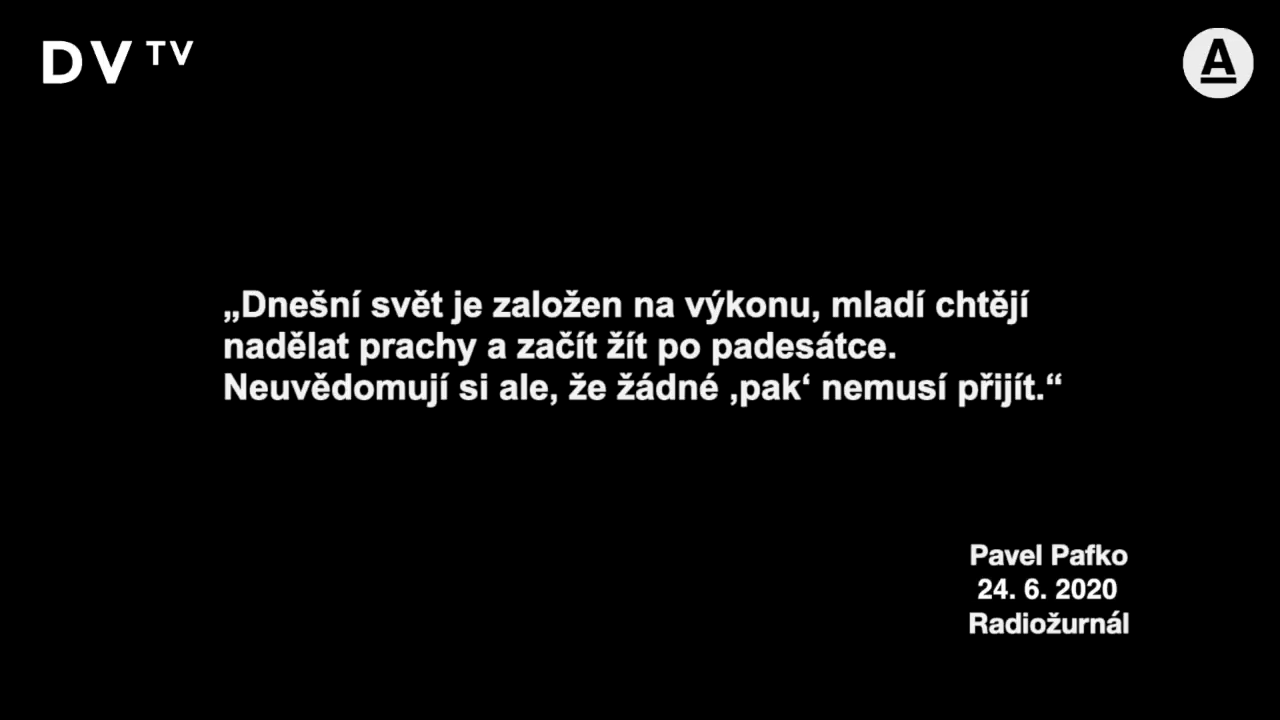 DV TV
A
„Dnešní svět je založen na výkonu, mladí chtějí
nadělat prachy a začít žít po padesátce.
Neuvědomují si ale, že žádné ‚pak‘ nemusí přijít.“
Pavel Pafko
24. 6. 2020
Radiožurnál